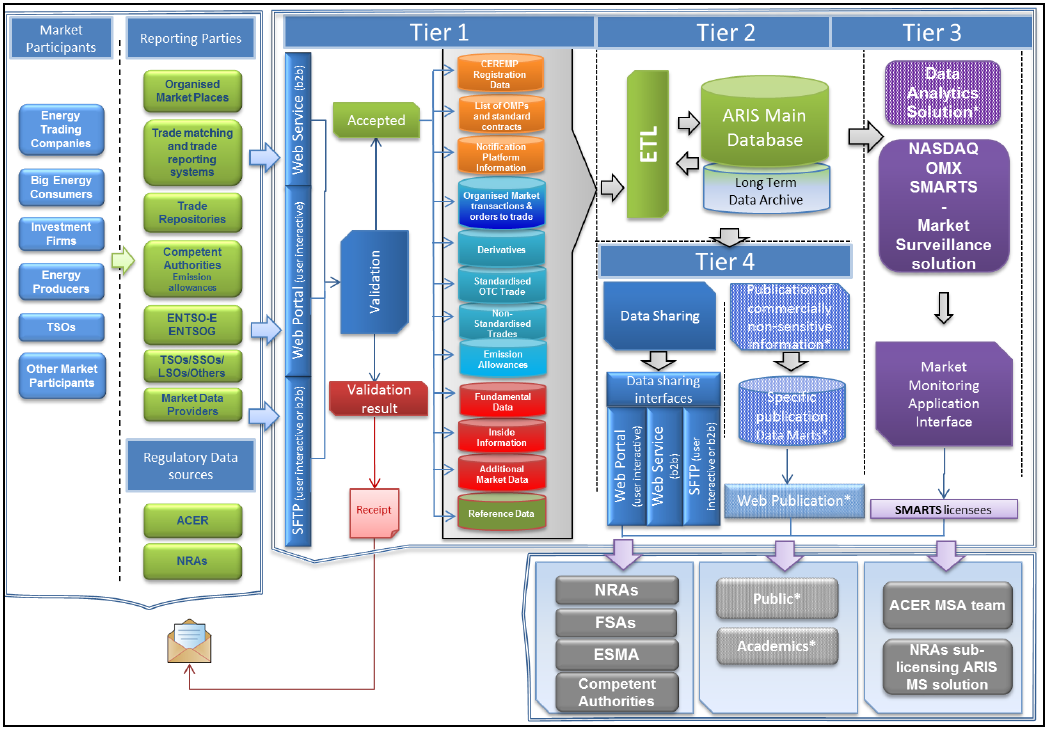 Market
Participants
Energy
Trading
Companies
Big Energy
Consumers
Investment
Firms
Energy
Producers
TSOs
Other Market
Participants
Reporting Parties
Organised
Market Places
Trade matching
and trade
reporting
systems
Trade
Repositories
Competent
Authorities
Emission
allowances
ENTSO-E
ENTSOG
TSOs/SSOs/
LSOs/Others
Market Data
Providers
Regulatory Data
sources
ACER
NRAs
Tier 1
Web Service (b2b)
Web Portal (user interactive)
SFTP (user interactive or b2b)
Accepted
Validation
Validation
result
Receipt
CEREMP
Registration
Data
List of OMPs
and standard
contracts
Notification
Platform
Information
Organised Market
transactions &
orders to trade
Derivatives
Standardised
OTC Trade
Non-
Standardised
Trades
Emission
Allowances
Fundamental
Data
Inside
Information
Additional
Market Data
Reference Data
Tier 2
ETL
ARIS Main
Database
Long Term
Data Archive
Tier 3
Data
Analytics
Solution*
NASDAQ
OMX
SMARTS
-
Market
Surveillance
solution
Market
Monitoring
Application
Interface
SMARTS licensees
Tier 4
Data Sharing
Data sharing
interfaces
Web Portal
(user interactive)
Web Service
(b2b)
SFTP (user
interactive or b2b)
Publication of
commercially
non-sensitive
information*
Specific
publication
Data Marts*
Web Publication*
NRAs
FSAs
ESMA
Competent
Authorities
Public*
Academics*
ACER MSA team
NRAs sub-
licensing ARIS
MS solution